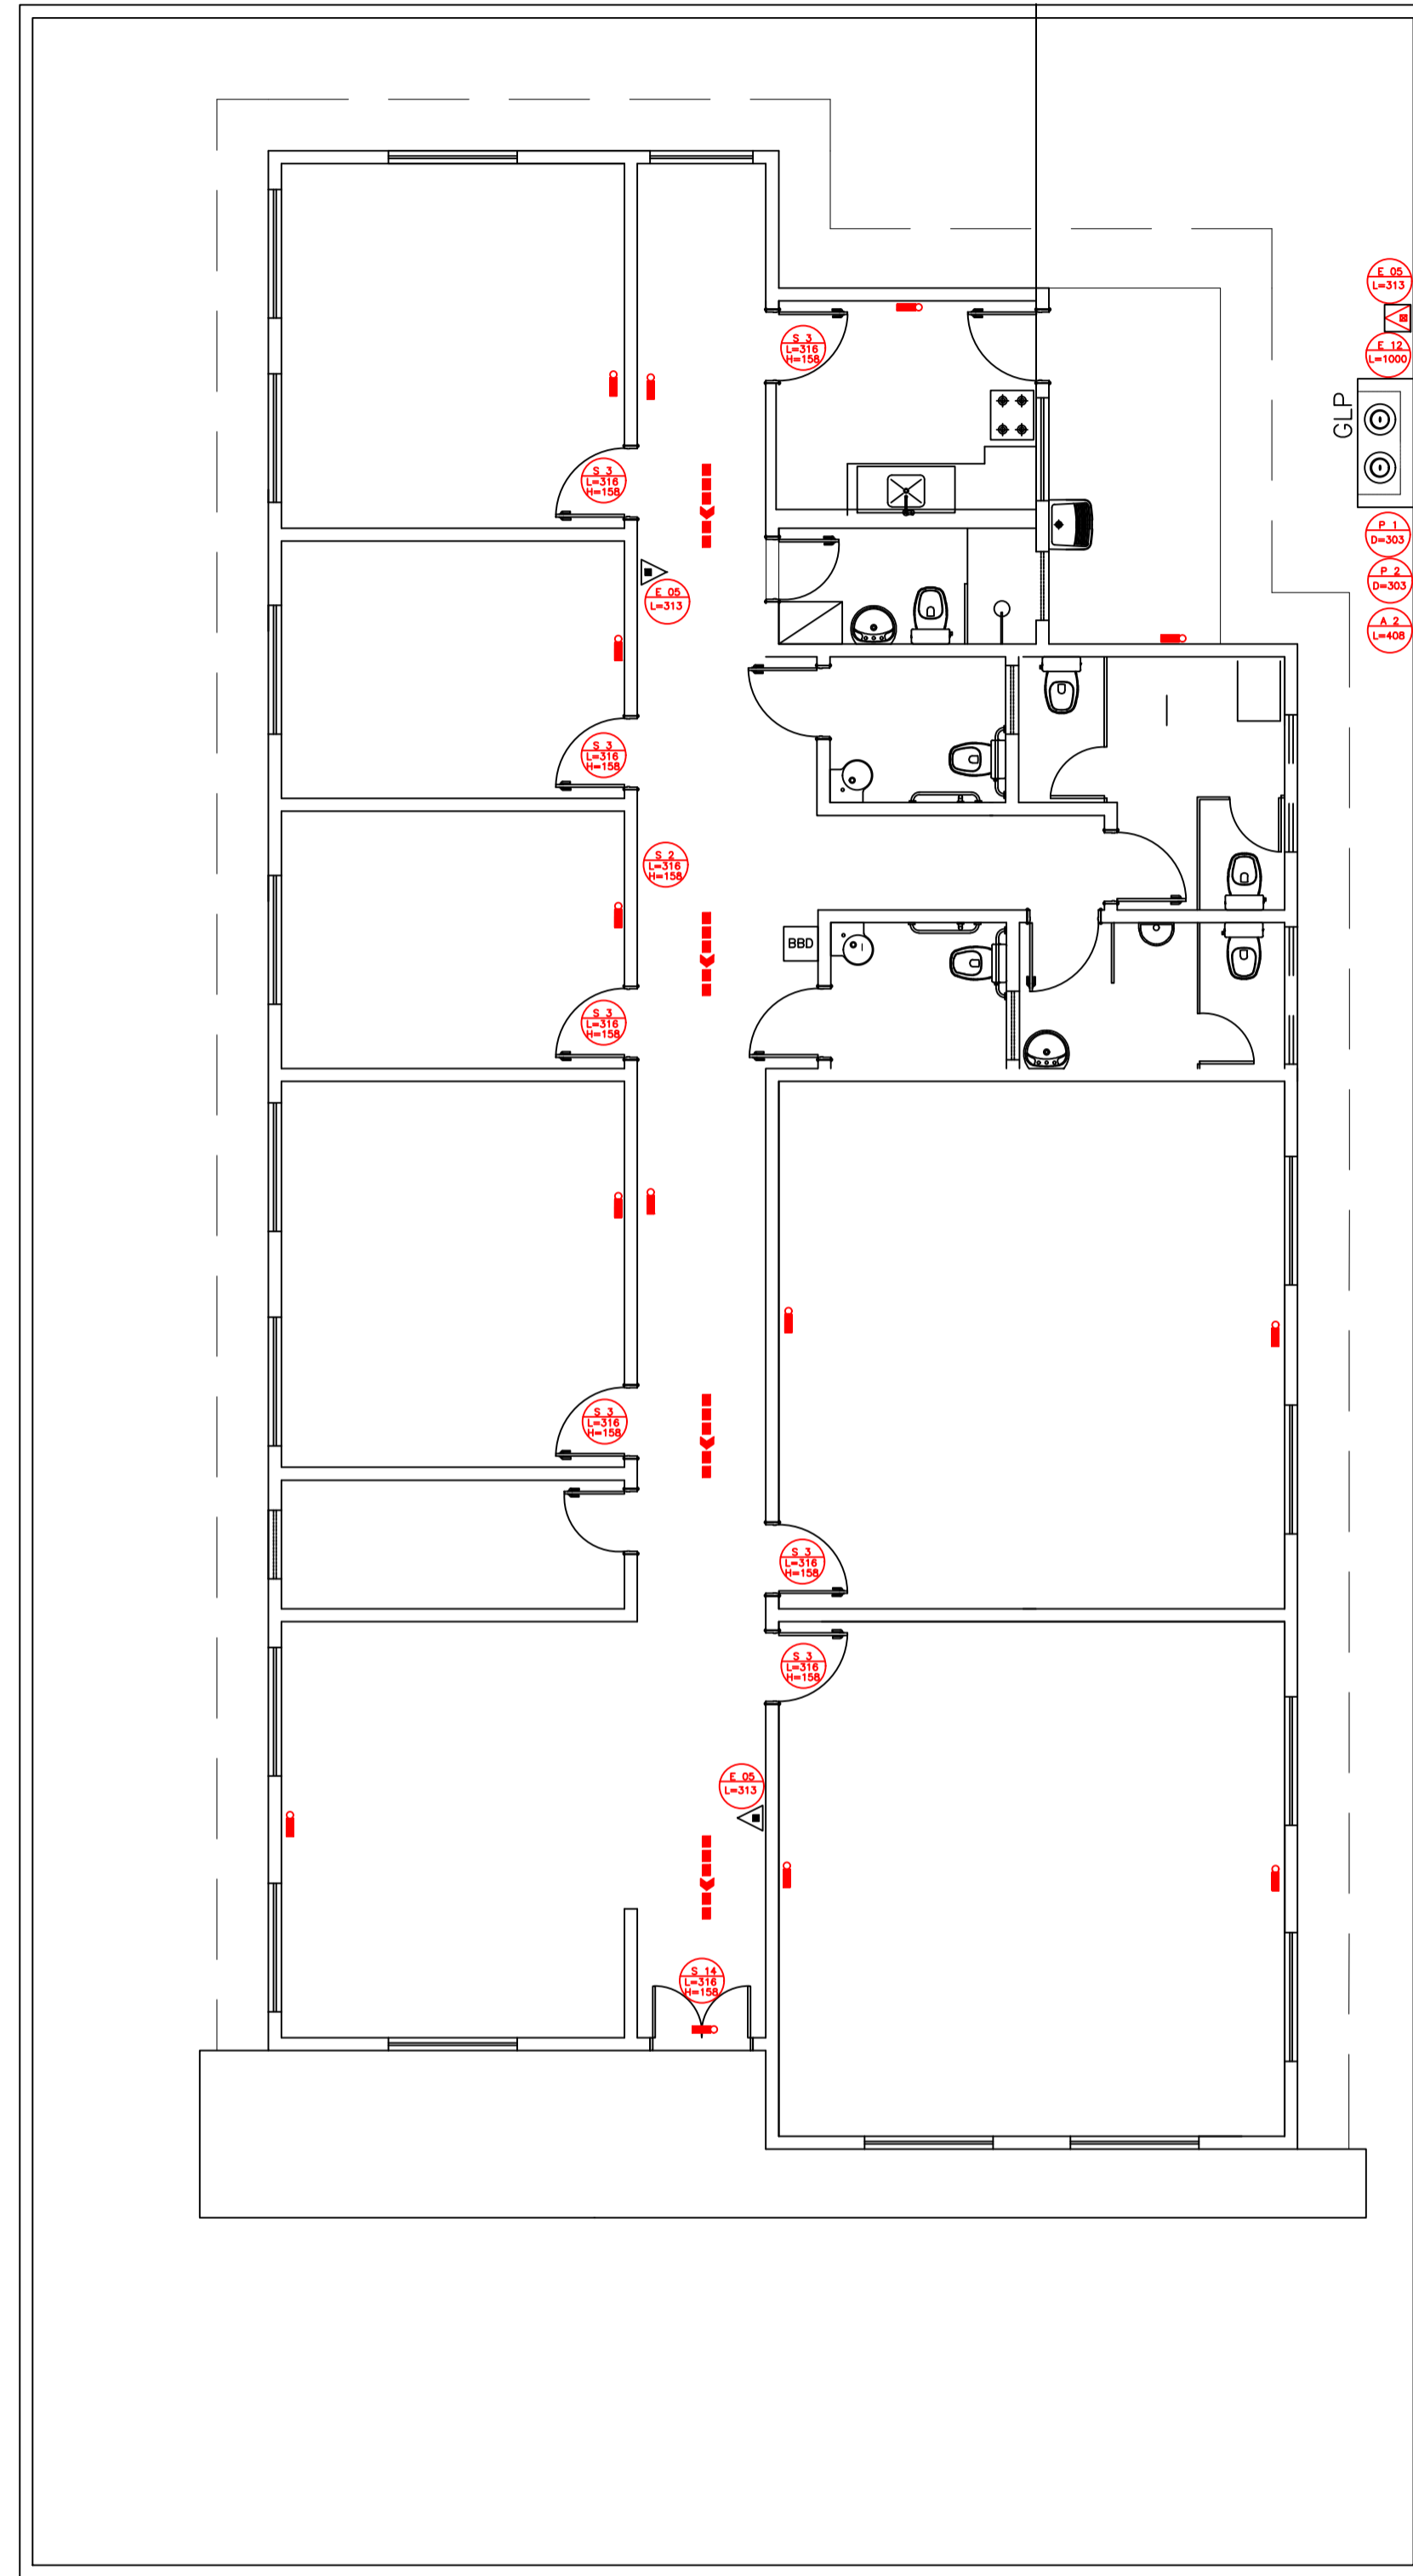 E 05
L=313
E 12
L=1000
GLP
S 3
L=316
H=158
S 3
L=316
H=158
P 1
D=303
P 2
D=303
A 2
L=408
E 05
L=313
S 3
L=316
H=158
S 2
L=316
H=158
BBD
S 3
L=316
H=158
S 3
L=316
H=158
S 3
L=316
H=158
S 3
L=316
H=158
E 05
L=313
S 14
L=316
H=158